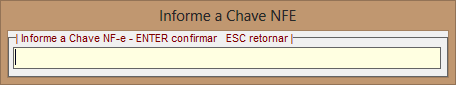 Informe a Chave NFE
| Informe a Chave NF-e - ENTER confirmar   ESC retornar |